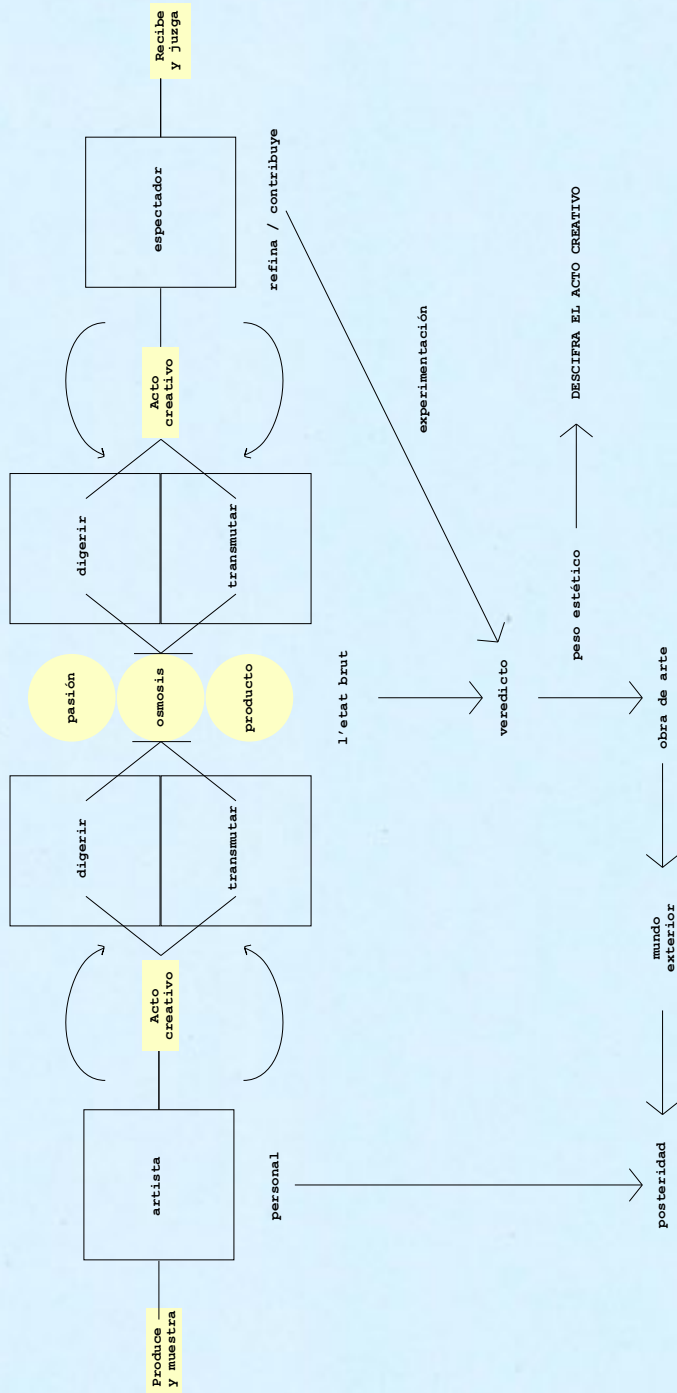 digerir
pasión
digerir
Produce
y muestra
artista
Acto
creativo
osmosis
Acto
creativo
espectador
Recibe
y juzga
transmutar
producto
transmutar
personal
refina / contribuye
l'etat brut
experimentación
veredicto
peso estético
DESCIFRA EL ACTO CREATIVO
posteridad
mundo
exterior
obra de arte